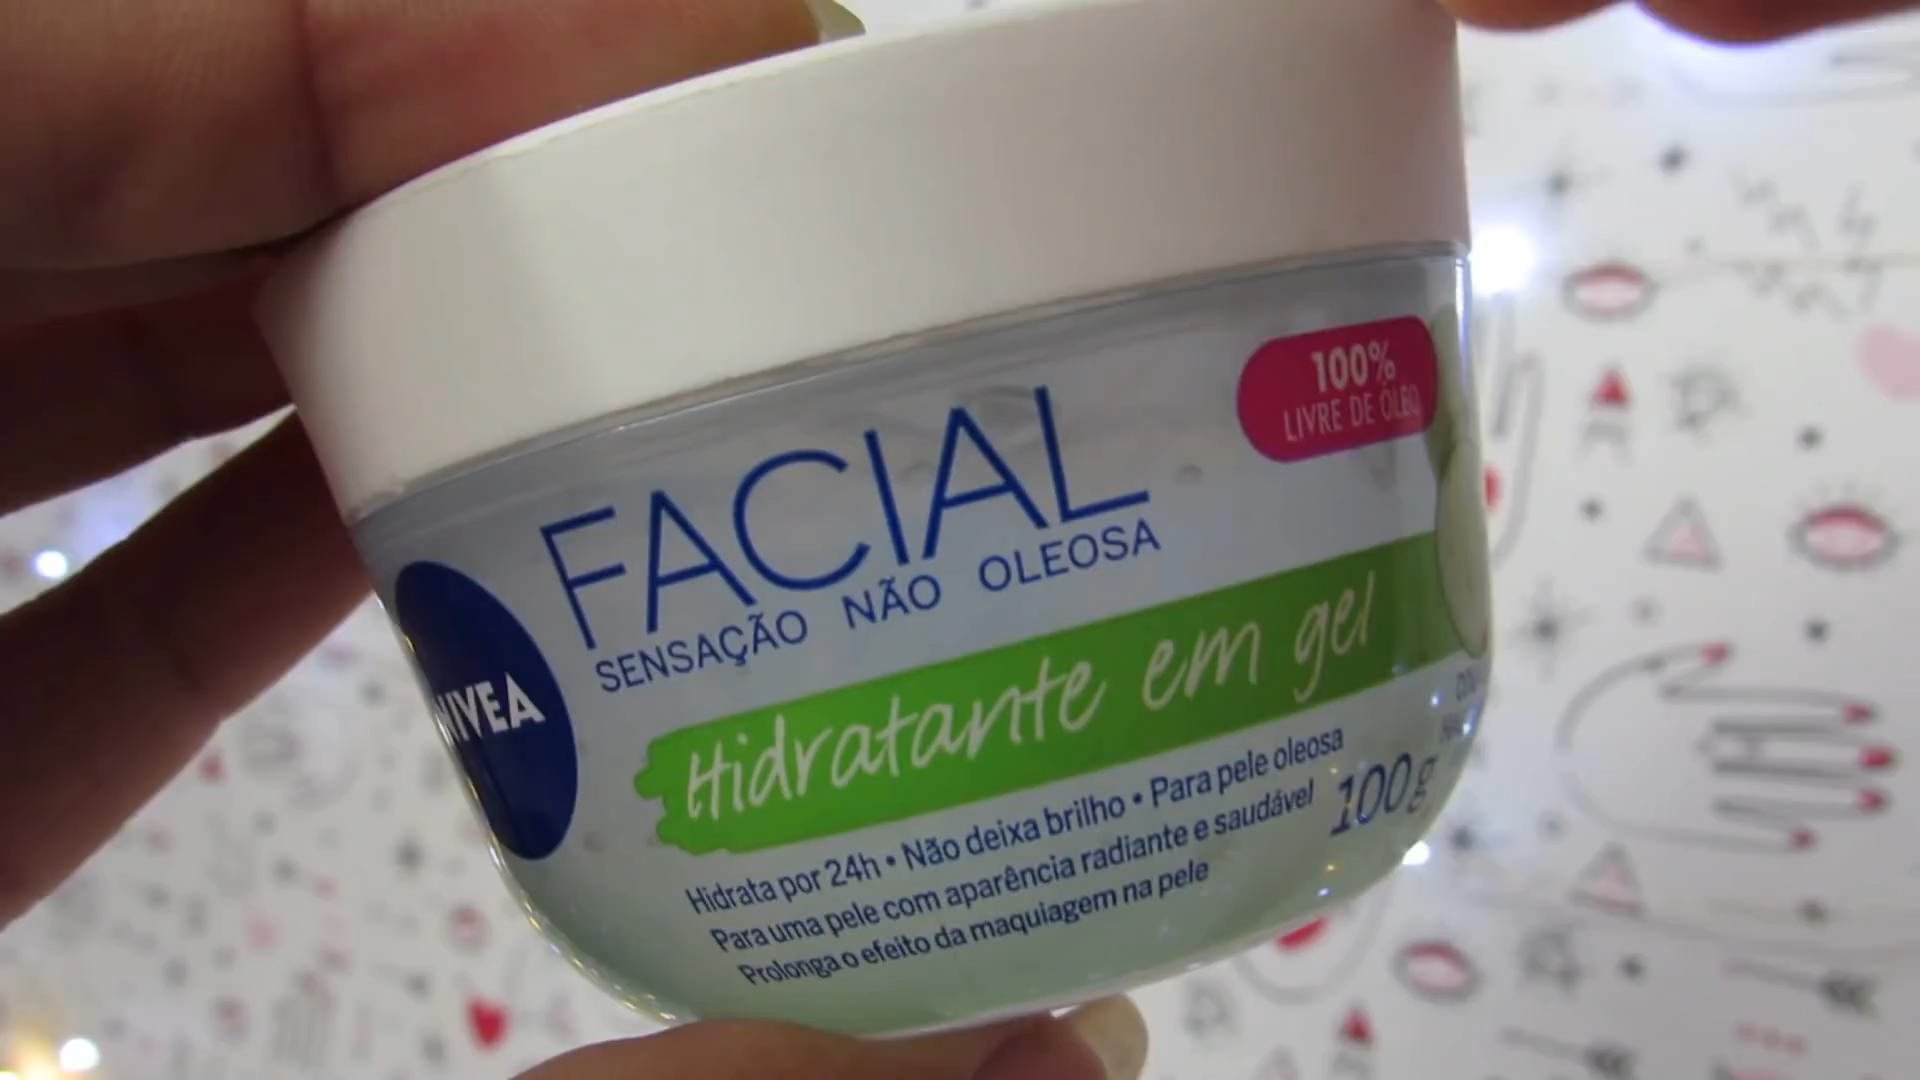 100%
LIVRE DE ÓLEO
FACIAL
SENSAÇÃO NÃO OLEOSA
NIVEA
Hidratante em gel
Hidrata por 24h • Não deixa brilho • Para pele oleosa
Para uma pele com aparência radiante e saudável
Prolonga o efeito da maquiagem na pele
100g